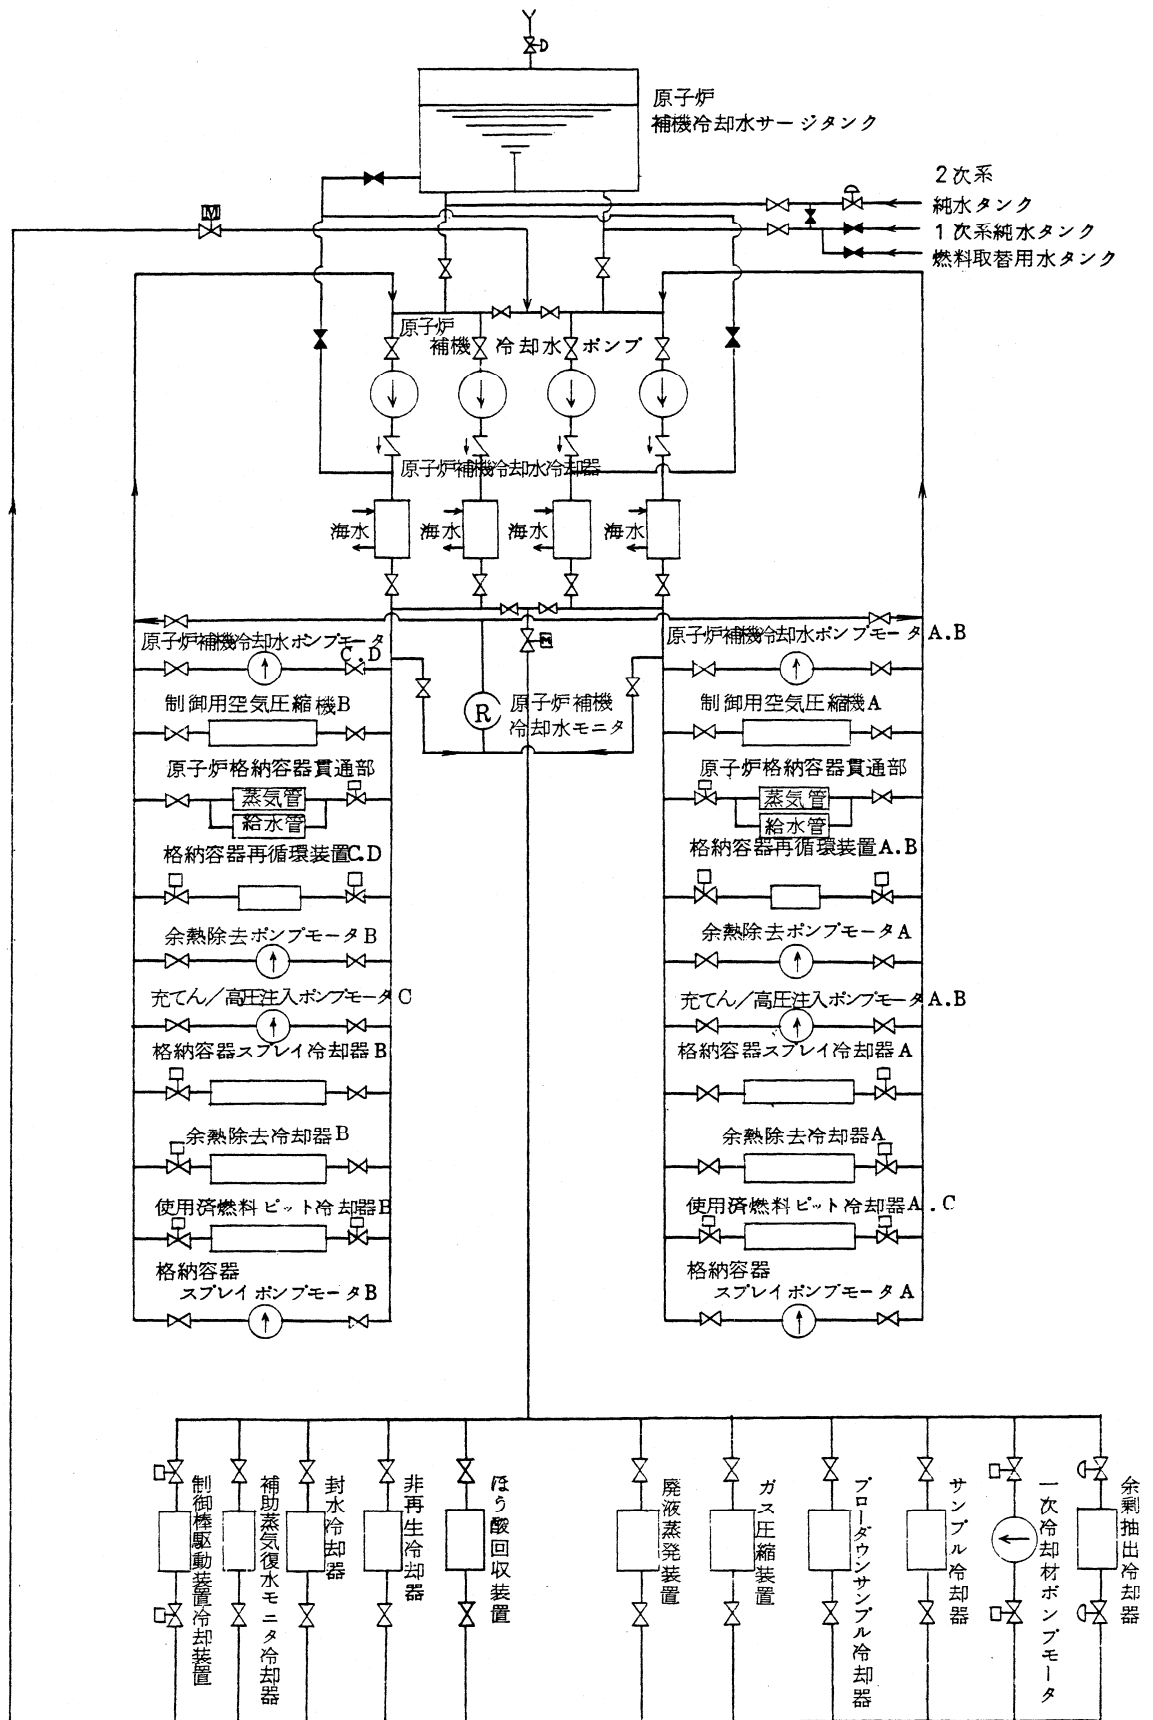 D
原子炉
補機冷却水サージタンク
2次系
純水タンク
1次系純水タンク
燃料取替用水タンク
M
原子炉
補機 冷却水 ポンプ
原子炉補機冷却水冷却器
海水 海水 海水 海水
M
原子炉補機冷却水ポンプモータ
C.D
制御用空気圧縮機B
原子炉格納容器貫通部
蒸気管
給水管
格納容器再循環装置C.D
余熱除去ポンプモータB
充てん/高圧注入ポンプモータC
格納容器スプレイ冷却器B
余熱除去冷却器B
使用済燃料ピット冷却器B
格納容器
スプレイポンプモータB
R
原子炉補機
冷却水モニタ
原子炉補機冷却水ポンプモータA.B
制御用空気圧縮機A
原子炉格納容器貫通部
蒸気管
給水管
格納容器再循環装置A.B
余熱除去ポンプモータA
充てん/高圧注入ポンプモータA.B
格納容器スプレイ冷却器A
余熱除去冷却器A
使用済燃料ピット冷却器A.C
格納容器
スプレイポンプモータA
制御棒駆動装置冷却装置
補助蒸気復水モニタ冷却器
封水冷却器
非再生冷却器
ほう酸回収装置
廃液蒸発装置
ガス圧縮装置
ブローダウンサンプル冷却器
サンプル冷却器
一次冷却材ポンプモータ
余剰抽出冷却器